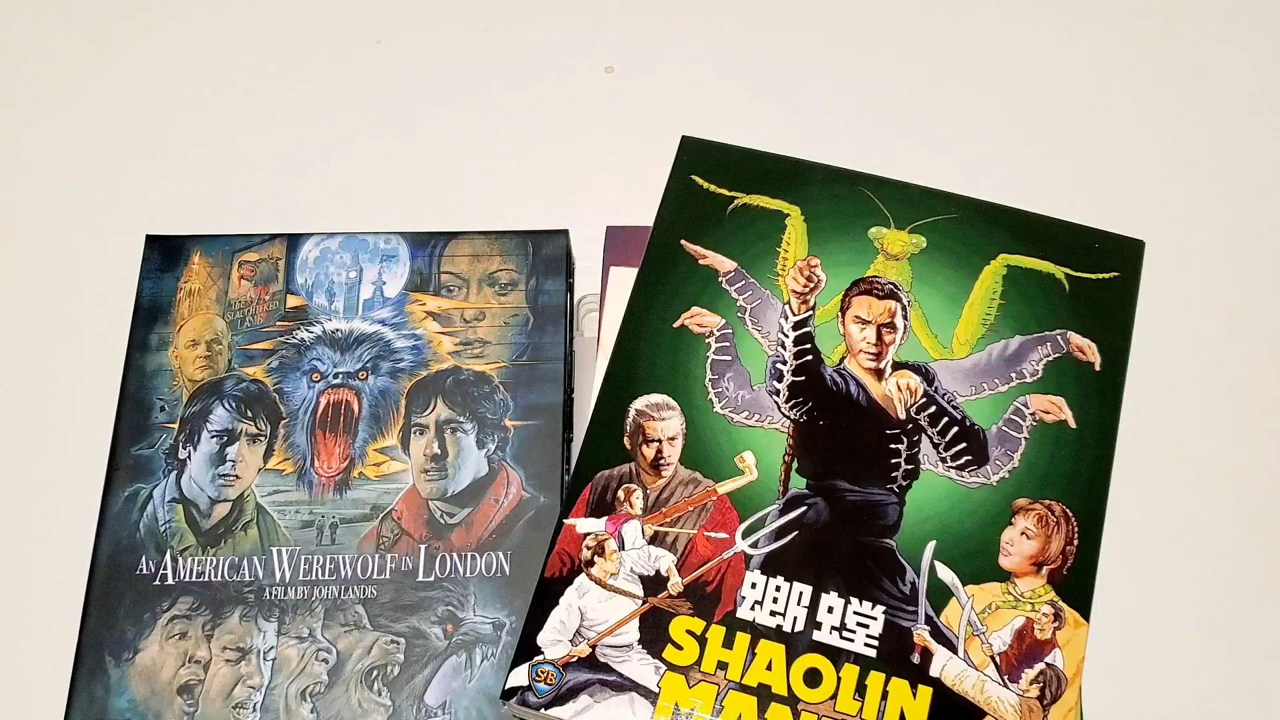 THE
SLAUGHTERED
LAMB
AN AMERICAN WEREWOLF IN LONDON
A FILM BY JOHN LANDIS
螂螳
SHAOLIN
SB